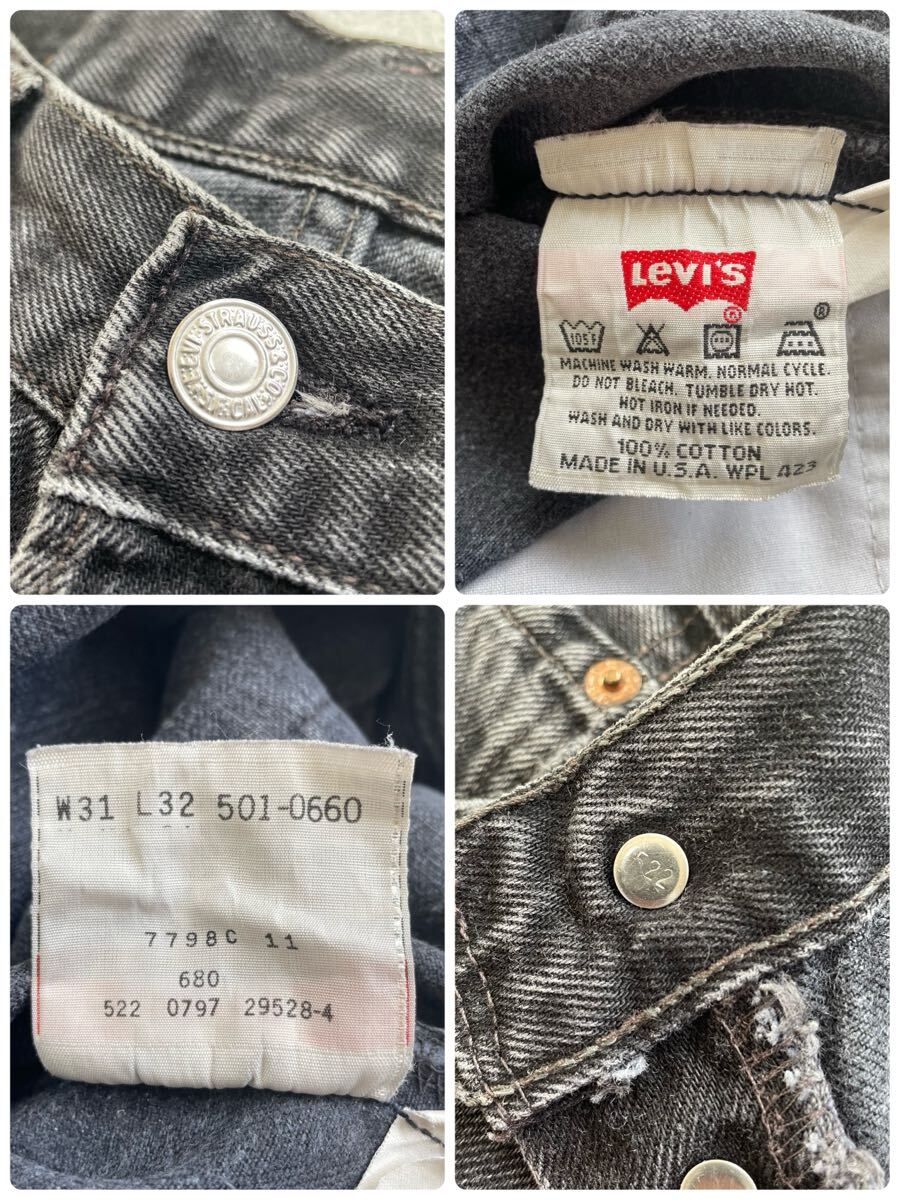 LEVI STRAUSS & CO
S.F. CAL
Levi's
®
105F
®
MACHINE WASH WARM. NORMAL CYCLE.
DO NOT BLEACH. TUMBLE DRY HOT.
HOT IRON IF NEEDED.
WASH AND DRY WITH LIKE COLORS.
100% COTTON
MADE IN U.S.A. WPL 423
W31 L32 501-0660
7798C 11
680
522 0797 29528-4
522